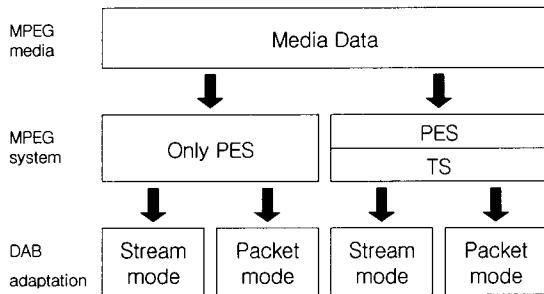 MPEG
media
Media Data
MPEG
system
Only PES
PES
TS
DAB
adaptation
Stream
mode
Packet
mode
Stream
mode
Packet
mode